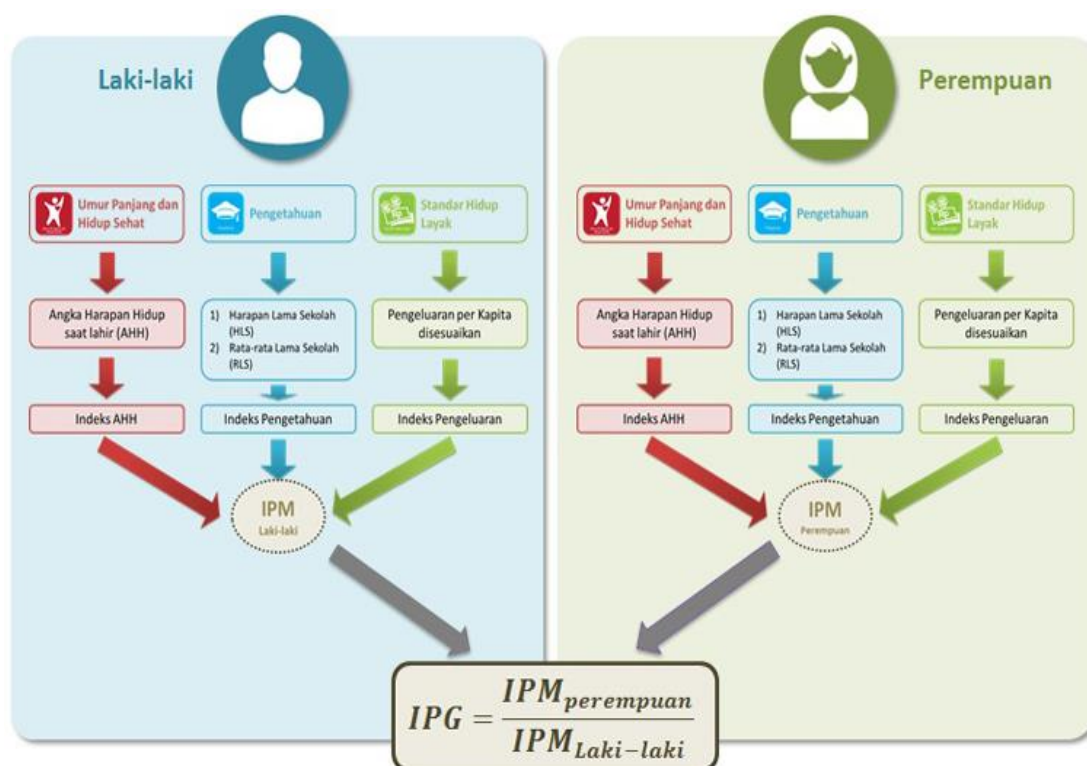 Laki-laki
Umur Panjang dan
Hidup Sehat
Pengetahuan
Standar Hidup
Layak
Angka Harapan Hidup
saat lahir (AHH)
1) Harapan Lama Sekolah
(HLS)
2) Rata-rata Lama Sekolah
(RLS)
Pengeluaran per Kapita
disesuaikan
Indeks AHH
Indeks Pengetahuan
Indeks Pengeluaran
IPM
Laki-laki
Perempuan
Umur Panjang dan
Hidup Sehat
Pengetahuan
Standar Hidup
Layak
Angka Harapan Hidup
saat lahir (AHH)
1) Harapan Lama Sekolah
(HLS)
2) Rata-rata Lama Sekolah
(RLS)
Pengeluaran per Kapita
disesuaikan
Indeks AHH
Indeks Pengetahuan
Indeks Pengeluaran
IPM
Perempuan
IPG = IPM perempuan / IPM Laki-laki